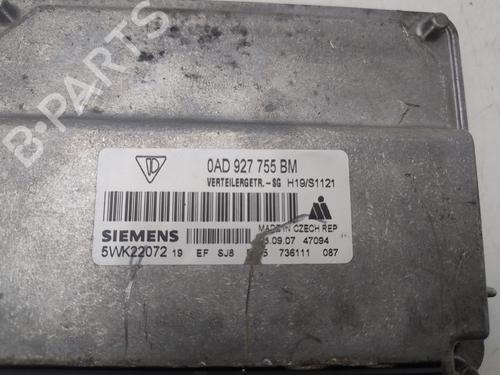 B-PARTS
0AD 927 755 BM
VERTEILERGETR.-SG H19/S1121
SIEMENS
MADE IN CZECH REP
.09.07 47094
5WK22072 19 EF SJ8 736111 087